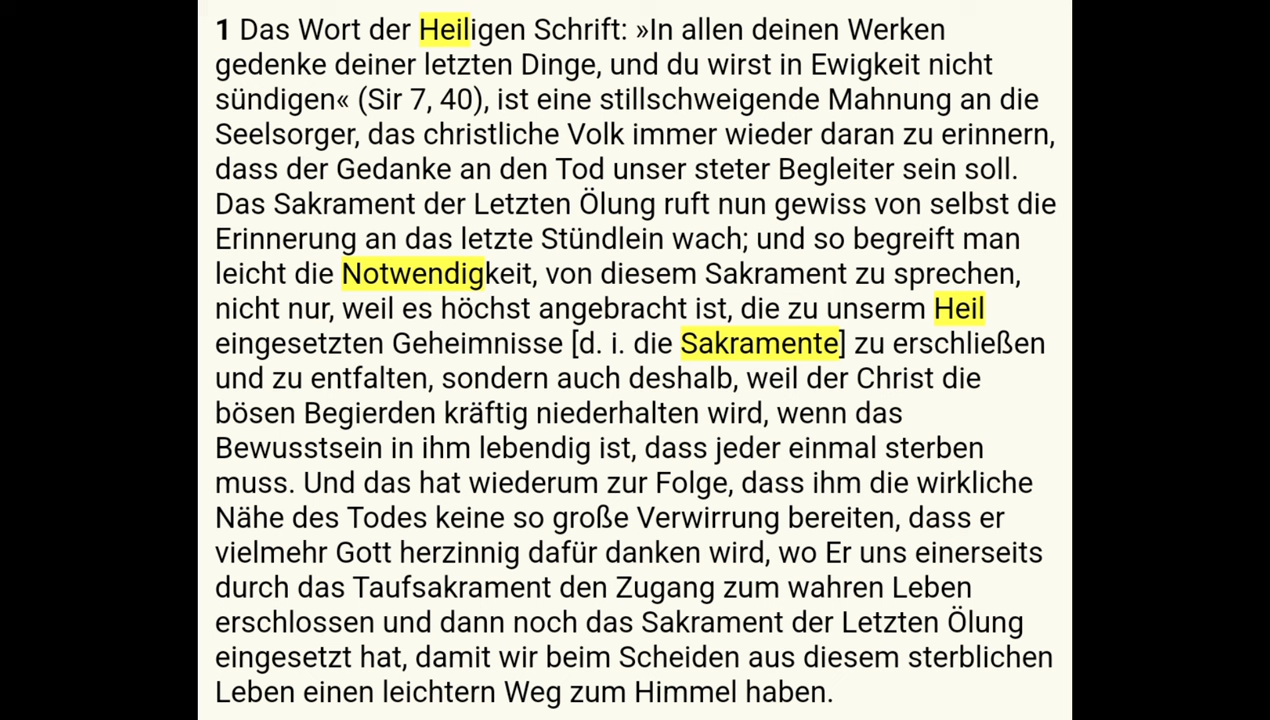 1 Das Wort der Heiligen Schrift: »In allen deinen Werken
gedenke deiner letzten Dinge, und du wirst in Ewigkeit nicht
sündigen« (Sir 7, 40), ist eine stillschweigende Mahnung an die
Seelsorger, das christliche Volk immer wieder daran zu erinnern,
dass der Gedanke an den Tod unser steter Begleiter sein soll.
Das Sakrament der Letzten Ölung ruft nun gewiss von selbst die
Erinnerung an das letzte Stündlein wach; und so begreift man
leicht die Notwendigkeit, von diesem Sakrament zu sprechen,
nicht nur, weil es höchst angebracht ist, die zu unserm Heil
eingesetzten Geheimnisse [d. i. die Sakramente] zu erschließen
und zu entfalten, sondern auch deshalb, weil der Christ die
bösen Begierden kräftig niederhalten wird, wenn das
Bewusstsein in ihm lebendig ist, dass jeder einmal sterben
muss. Und das hat wiederum zur Folge, dass ihm die wirkliche
Nähe des Todes keine so große Verwirrung bereiten, dass er
vielmehr Gott herzinnig dafür danken wird, wo Er uns einerseits
durch das Taufsakrament den Zugang zum wahren Leben
erschlossen und dann noch das Sakrament der Letzten Ölung
eingesetzt hat, damit wir beim Scheiden aus diesem sterblichen
Leben einen leichtern Weg zum Himmel haben.